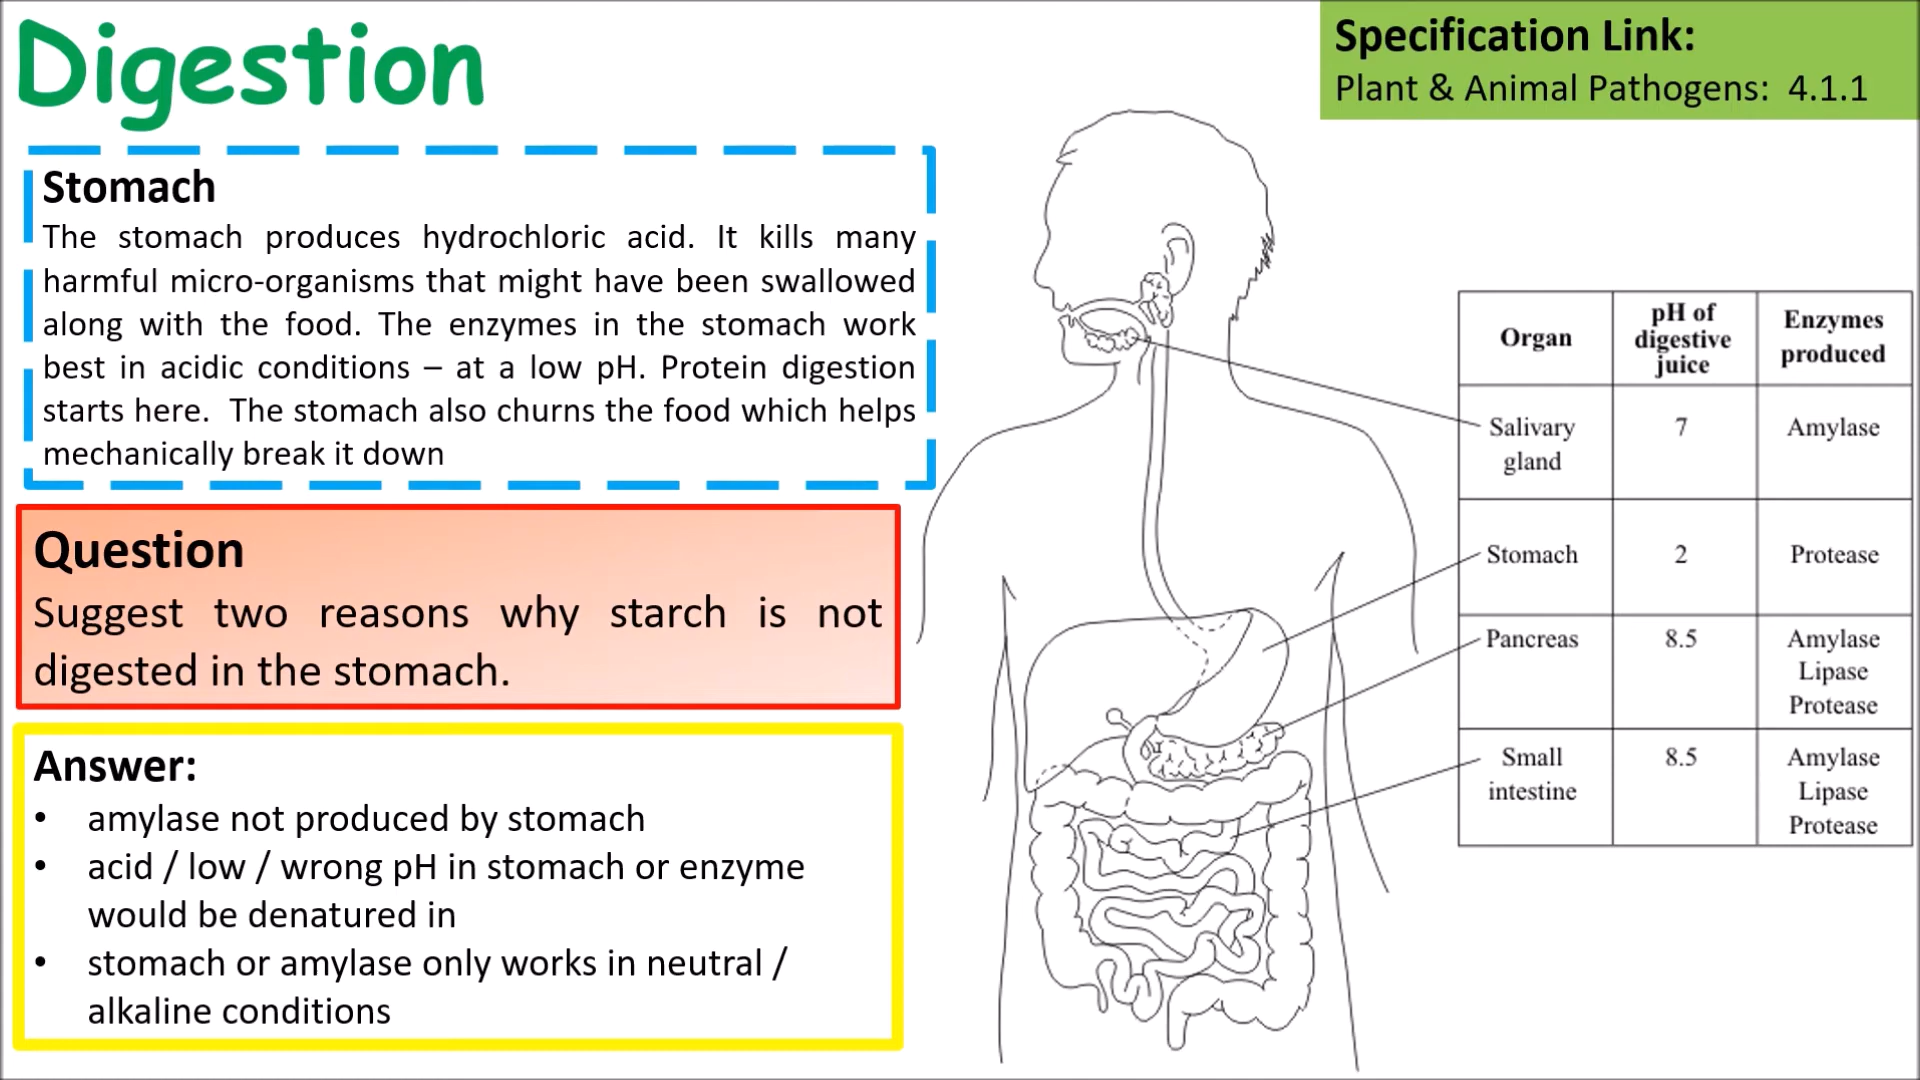 Digestion
Specification Link:
Plant & Animal Pathogens:  4.1.1
Stomach
The stomach produces hydrochloric acid. It kills many
harmful micro-organisms that might have been swallowed
along with the food. The enzymes in the stomach work
best in acidic conditions – at a low pH. Protein digestion
starts here.  The stomach also churns the food which helps
mechanically break it down
Question
Suggest two reasons why starch is not
digested in the stomach.
Answer:
• amylase not produced by stomach
• acid / low / wrong pH in stomach or enzyme
would be denatured in
• stomach or amylase only works in neutral /
alkaline conditions
Organ
pH of
digestive
juice
Enzymes
produced
Salivary
gland
7
Amylase
Stomach
2
Protease
Pancreas
8.5
Amylase
Lipase
Protease
Small
intestine
8.5
Amylase
Lipase
Protease